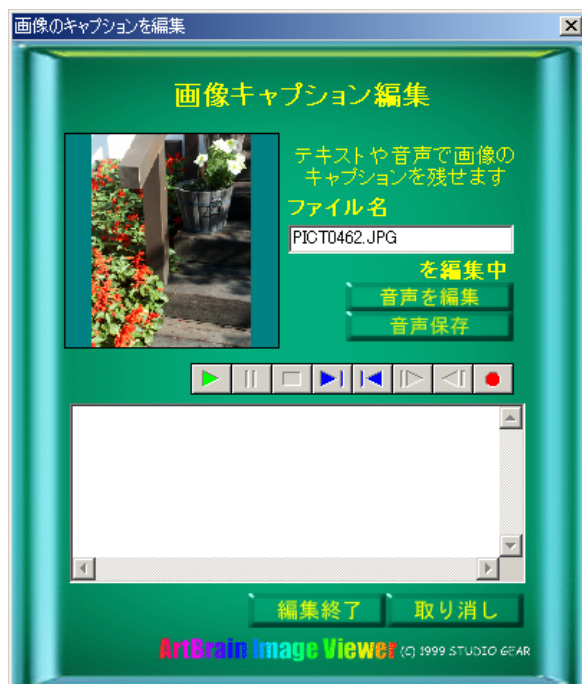 画像のキャプションを編集
画像キャプション編集
テキストや音声で画像の
キャプションを残せます
ファイル名
PICT0462.JPG
を編集中
音声を編集
音声保存
編集終了
取り消し
ArtBrain Image Viewer (C) 1999 STUDIO GEAR